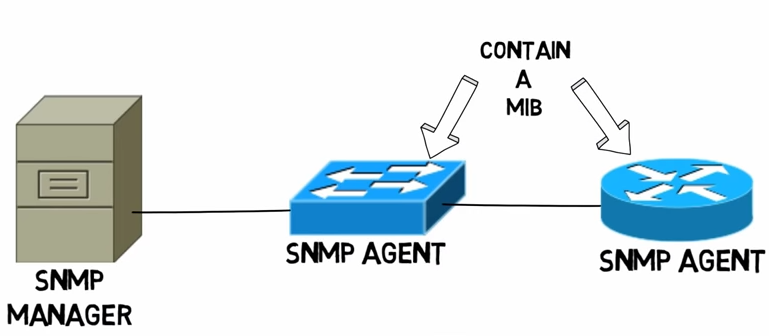 CONTAIN
A
MIB
SNMP AGENT
SNMP AGENT
SNMP
MANAGER